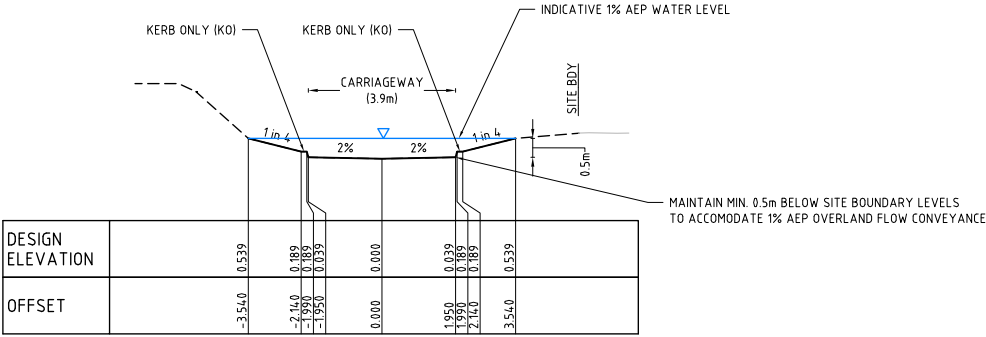 INDICATIVE 1% AEP WATER LEVEL
KERB ONLY (KO)
KERB ONLY (KO)
CARRIAGEWAY
(3.9m)
SITE BDY
1 in 4
2%
2%
1 in 4
0.5m
MAINTAIN MIN. 0.5m BELOW SITE BOUNDARY LEVELS
TO ACCOMODATE 1% AEP OVERLAND FLOW CONVEYANCE
DESIGN
ELEVATION
0.539
0.189
0.189
0.039
0.000
0.039
0.189
0.189
0.539
OFFSET
-3.540
-2.140
-1.990
-1.950
0.000
1.950
1.990
2.140
3.540